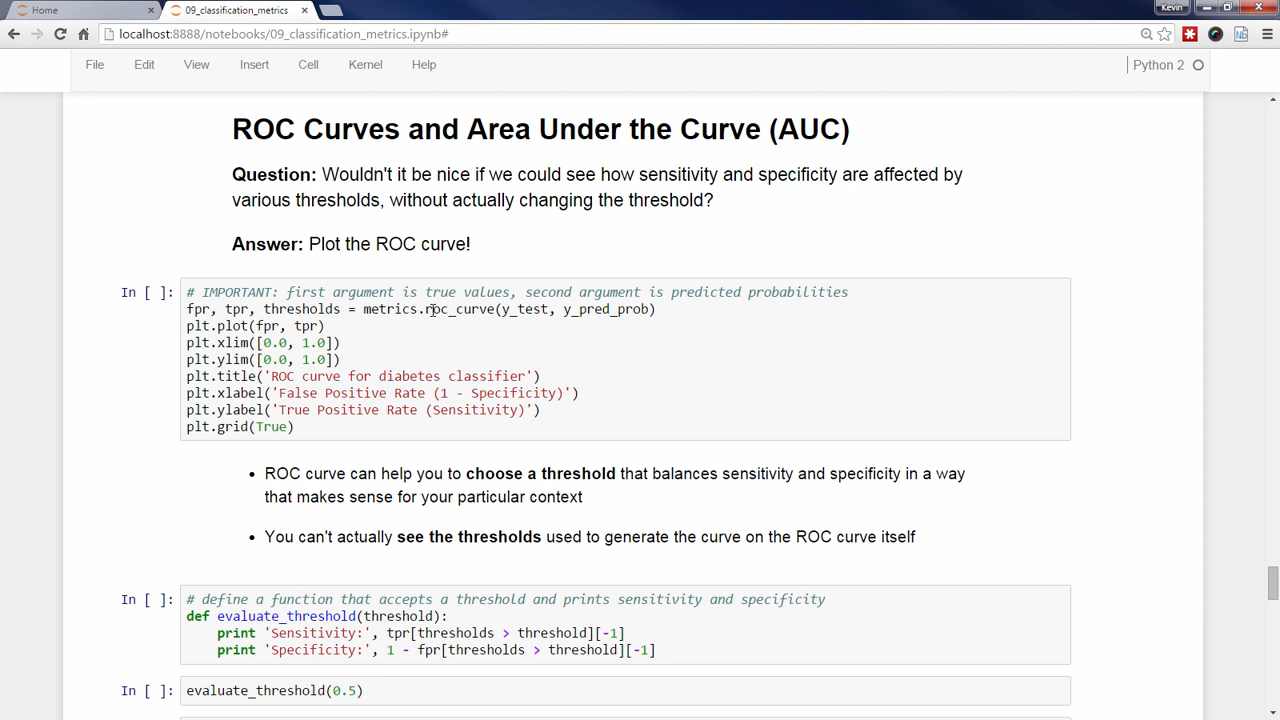 Home
09_classification_metrics
Kevin
localhost:8888/notebooks/09_classification_metrics.ipynb#
File Edit View Insert Cell Kernel Help
Python 2
ROC Curves and Area Under the Curve (AUC)
Question: Wouldn't it be nice if we could see how sensitivity and specificity are affected by
various thresholds, without actually changing the threshold?
Answer: Plot the ROC curve!
In [ ]: # IMPORTANT: first argument is true values, second argument is predicted probabilities
fpr, tpr, thresholds = metrics.roc_curve(y_test, y_pred_prob)
plt.plot(fpr, tpr)
plt.xlim([0.0, 1.0])
plt.ylim([0.0, 1.0])
plt.title('ROC curve for diabetes classifier')
plt.xlabel('False Positive Rate (1 - Specificity)')
plt.ylabel('True Positive Rate (Sensitivity)')
plt.grid(True)
• ROC curve can help you to choose a threshold that balances sensitivity and specificity in a way
that makes sense for your particular context
• You can't actually see the thresholds used to generate the curve on the ROC curve itself
In [ ]: # define a function that accepts a threshold and prints sensitivity and specificity
def evaluate_threshold(threshold):
print 'Sensitivity:', tpr[thresholds > threshold][-1]
print 'Specificity:', 1 - fpr[thresholds > threshold][-1]
In [ ]: evaluate_threshold(0.5)